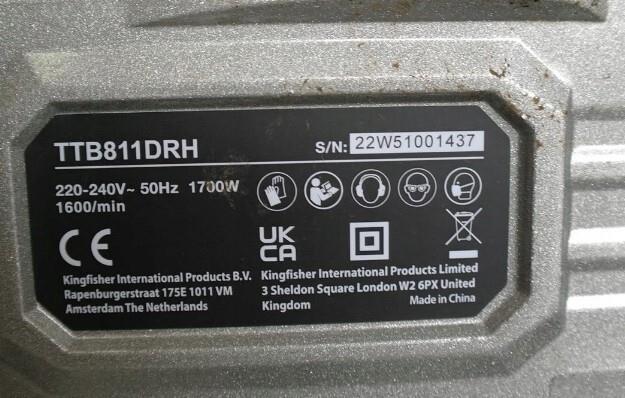 TTB811DRH S/N: 22W51001437
220-240V~ 50Hz 1700W
1600/min
CE UK CA
Kingfisher International Products B.V.
Rapenburgerstraat 175E 1011 VM
Amsterdam The Netherlands
Kingfisher International Products Limited
3 Sheldon Square London W2 6PX United
Kingdom
Made in China